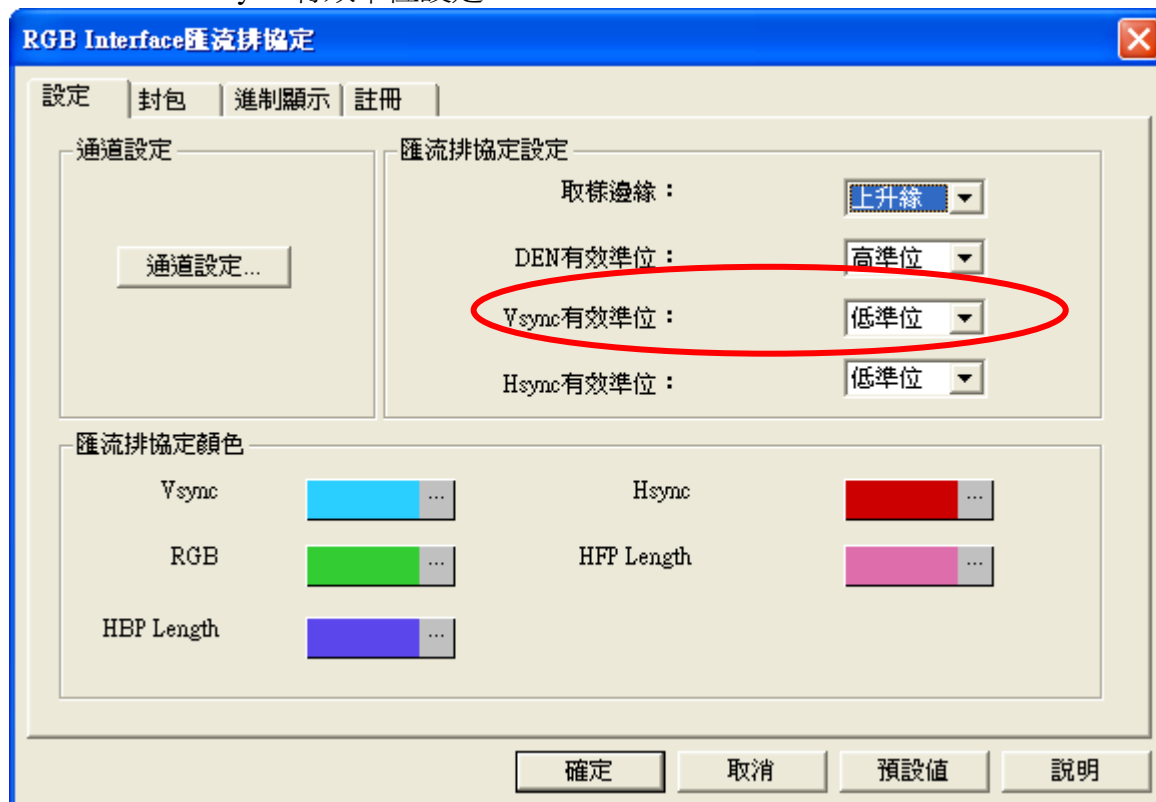 RGB Interface匯流排協定
設定 封包 進制顯示 註冊
通道設定
通道設定...
匯流排協定設定
取樣邊緣： 上升緣
DEN有效準位： 高準位
Vsync有效準位： 低準位
Hsync有效準位： 低準位
匯流排協定顏色
Vsync ... Hsync ...
RGB ... HFP Length ...
HBP Length ...
確定 取消 預設值 說明